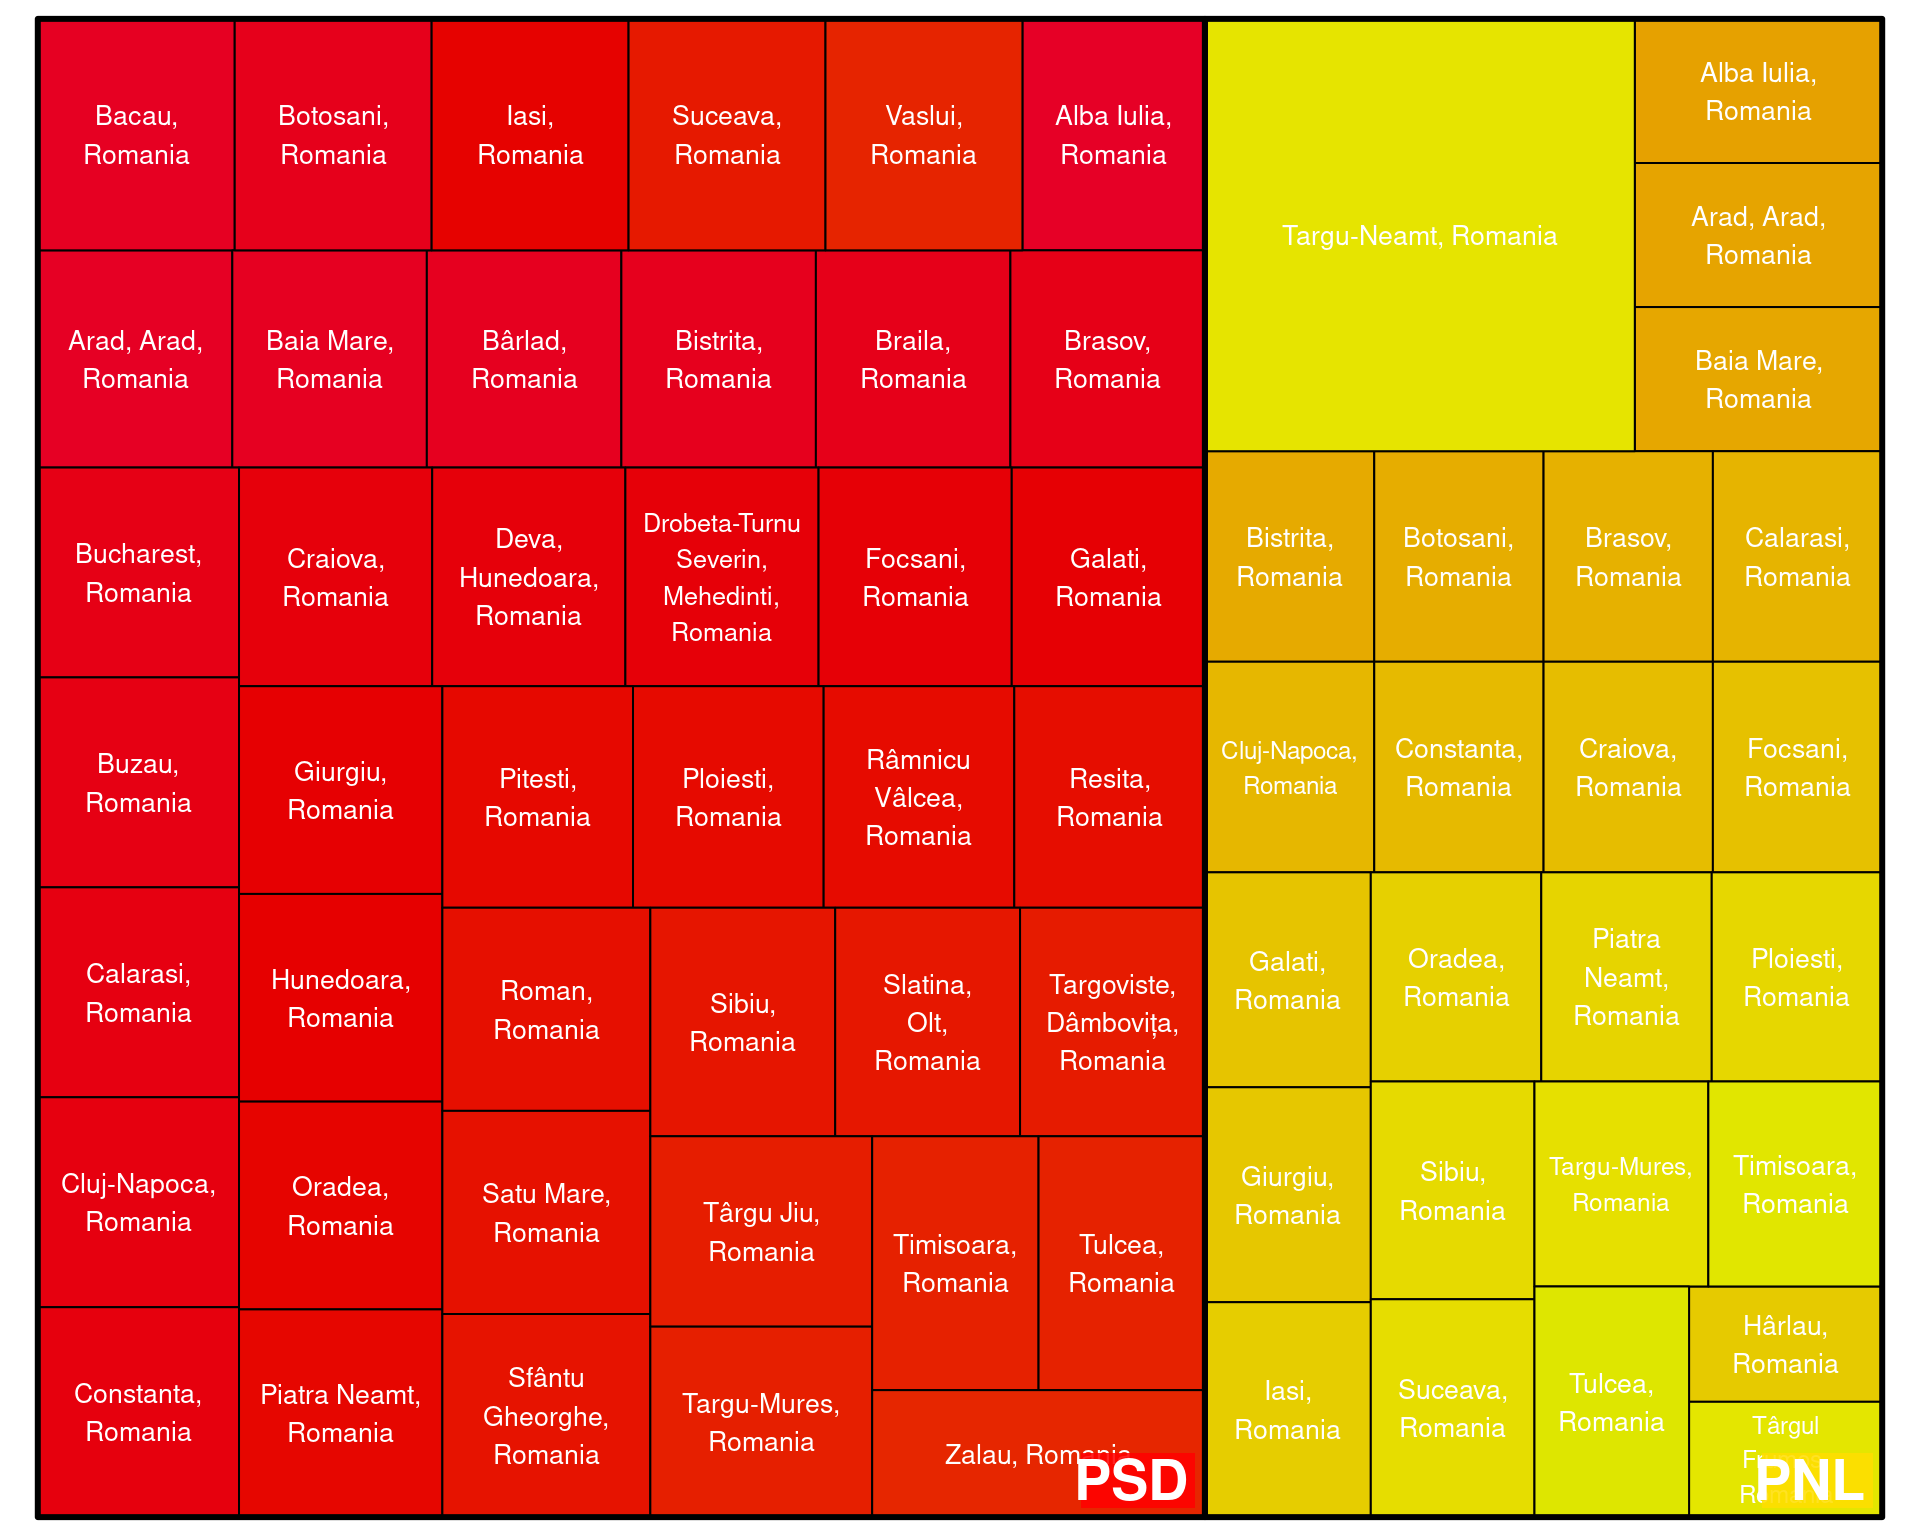 Bacau,
Romania
Botosani,
Romania
Iasi,
Romania
Suceava,
Romania
Vaslui,
Romania
Alba Iulia,
Romania
Arad, Arad,
Romania
Baia Mare,
Romania
Bârlad,
Romania
Bistrita,
Romania
Braila,
Romania
Brasov,
Romania
Bucharest,
Romania
Craiova,
Romania
Deva,
Hunedoara,
Romania
Drobeta-Turnu
Severin,
Mehedinti,
Romania
Focsani,
Romania
Galati,
Romania
Buzau,
Romania
Giurgiu,
Romania
Pitesti,
Romania
Ploiesti,
Romania
Râmnicu
Vâlcea,
Romania
Resita,
Romania
Calarasi,
Romania
Hunedoara,
Romania
Roman,
Romania
Sibiu,
Romania
Slatina,
Olt,
Romania
Targoviste,
Dâmbovița,
Romania
Cluj-Napoca,
Romania
Oradea,
Romania
Satu Mare,
Romania
Târgu Jiu,
Romania
Timisoara,
Romania
Tulcea,
Romania
Constanta,
Romania
Piatra Neamt,
Romania
Sfântu
Gheorghe,
Romania
Targu-Mures,
Romania
Zalau, Romania
PSD
Targu-Neamt, Romania
Alba Iulia,
Romania
Arad, Arad,
Romania
Baia Mare,
Romania
Bistrita,
Romania
Botosani,
Romania
Brasov,
Romania
Calarasi,
Romania
Cluj-Napoca,
Romania
Constanta,
Romania
Craiova,
Romania
Focsani,
Romania
Galati,
Romania
Oradea,
Romania
Piatra
Neamt,
Romania
Ploiesti,
Romania
Giurgiu,
Romania
Sibiu,
Romania
Targu-Mures,
Romania
Timisoara,
Romania
Iasi,
Romania
Suceava,
Romania
Tulcea,
Romania
Hârlau,
Romania
Târgul
PNL